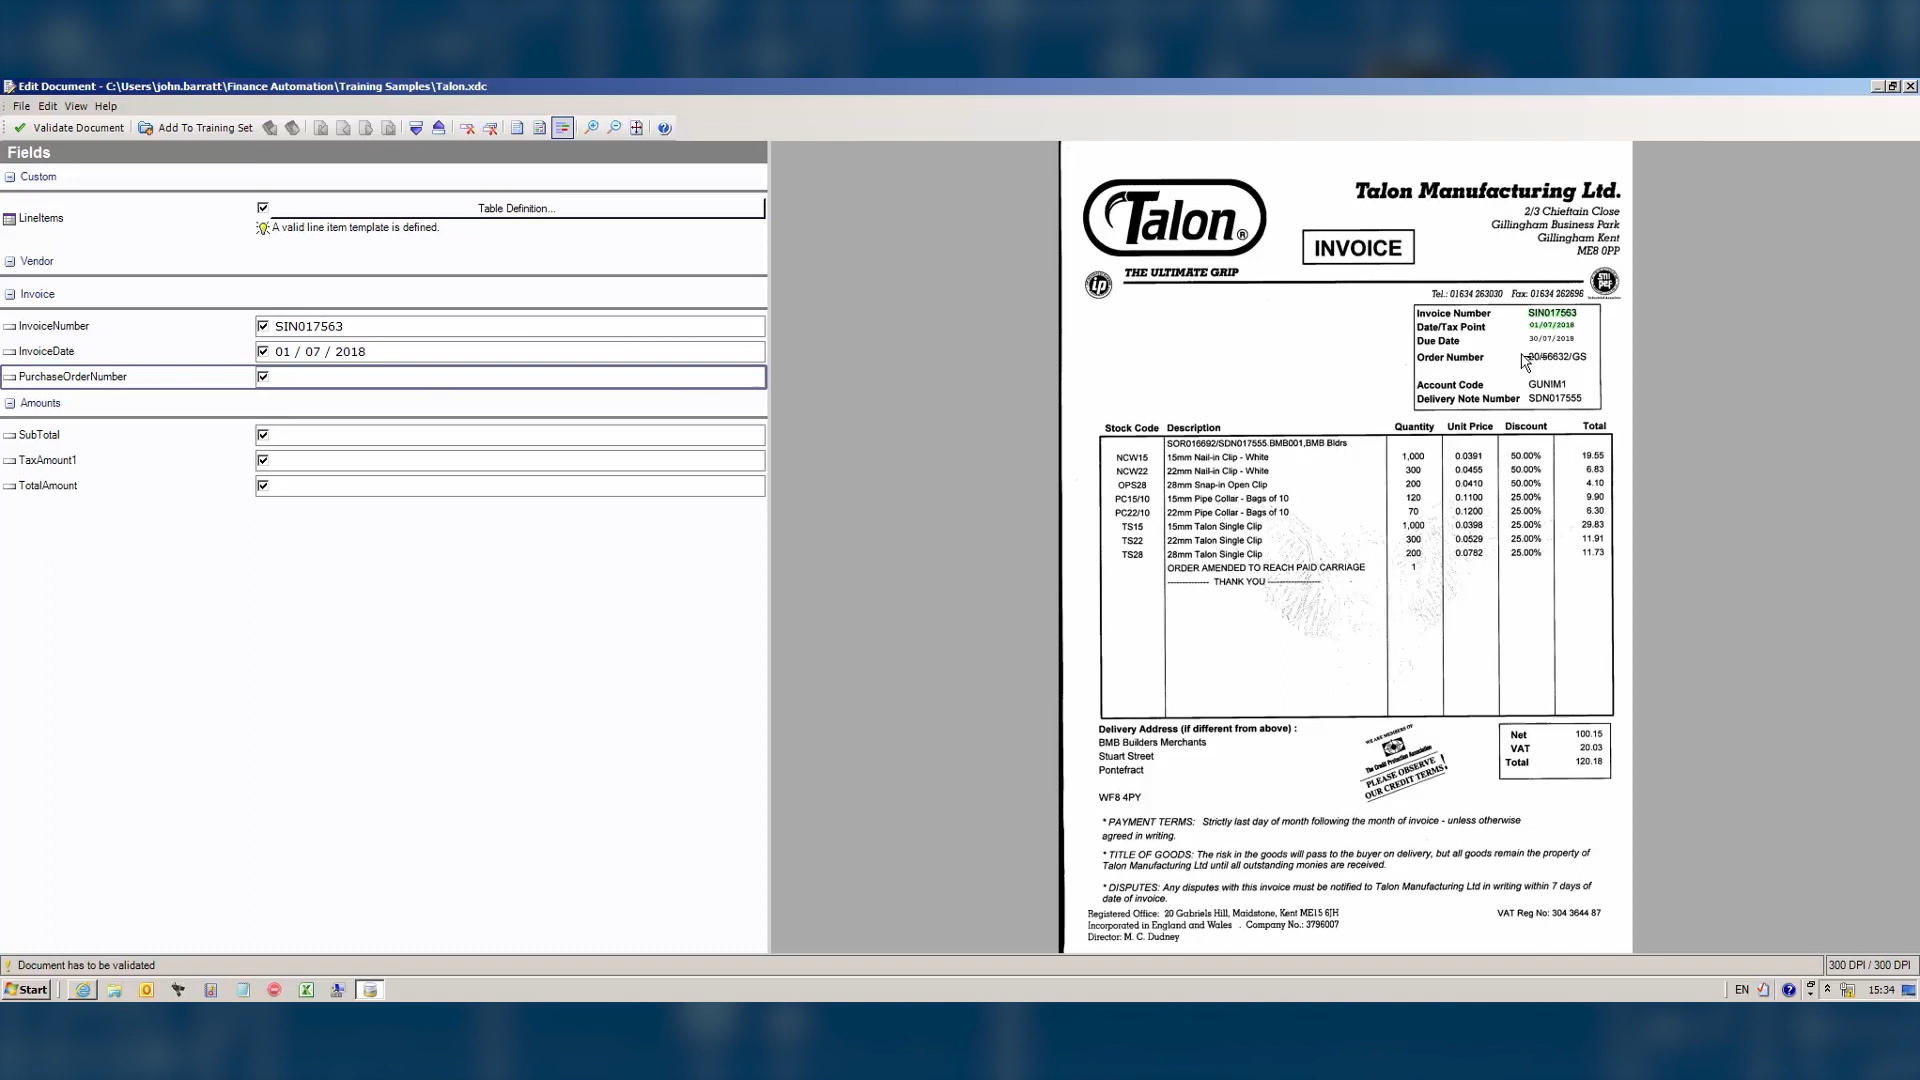 Edit Document - C:\Users\john.barratt\Finance Automation\Training Samples\Talon.xdc
File Edit View Help
Validate Document Add To Training Set
Fields
Custom
LineItems
Table Definition...
A valid line item template is defined.
Vendor
Invoice
InvoiceNumber SIN017563
InvoiceDate 01 / 07 / 2018
PurchaseOrderNumber
Amounts
SubTotal
TaxAmount1
TotalAmount
Talon®
THE ULTIMATE GRIP
INVOICE
Talon Manufacturing Ltd.
2/3 Chieftain Close
Gillingham Business Park
Gillingham Kent
ME8 0PP
Tel.: 01634 263030 Fax: 01634 262696
Invoice Number SIN017563
Date/Tax Point 01/07/2018
Due Date 30/07/2018
Order Number 20/56632/GS
Account Code GUNIM1
Delivery Note Number SDN017555
Stock Code Description Quantity Unit Price Discount Total
SOR016692/SDN017555.BMB001,BMB Bldrs
NCW15 15mm Nail-in Clip - White 1,000 0.0391 50.00% 19.55
NCW22 22mm Nail-in Clip - White 300 0.0455 50.00% 6.83
OPS28 28mm Snap-in Open Clip 200 0.0410 50.00% 4.10
PC15/10 15mm Pipe Collar - Bags of 10 120 0.1100 25.00% 9.90
PC22/10 22mm Pipe Collar - Bags of 10 70 0.1200 25.00% 6.30
TS15 15mm Talon Single Clip 1,000 0.0398 25.00% 29.83
TS22 22mm Talon Single Clip 300 0.0529 25.00% 11.91
TS28 28mm Talon Single Clip 200 0.0782 25.00% 11.73
ORDER AMENDED TO REACH PAID CARRIAGE 1
------------- THANK YOU -----------------
Delivery Address (if different from above) :
BMB Builders Merchants
Stuart Street
Pontefract
WF8 4PY
WE ARE MEMBERS OF
The Credit Protection Association
PLEASE OBSERVE
OUR CREDIT TERMS!
Net 100.15
VAT 20.03
Total 120.18
* PAYMENT TERMS: Strictly last day of month following the month of invoice - unless otherwise
agreed in writing.
* TITLE OF GOODS: The risk in the goods will pass to the buyer on delivery, but all goods remain the property of
Talon Manufacturing Ltd until all outstanding monies are received.
* DISPUTES: Any disputes with this invoice must be notified to Talon Manufacturing Ltd in writing within 7 days of
date of invoice.
Registered Office: 20 Gabriels Hill, Maidstone, Kent ME15 6JH
Incorporated in England and Wales . Company No.: 3796007
Director: M. C. Dudney
VAT Reg No: 304 3644 87
Document has to be validated
300 DPI / 300 DPI
Start
EN
15:34